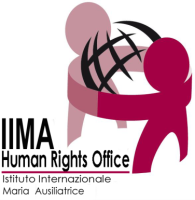 IIMA
Human Rights Office
Istituto Internazionale
Maria Ausiliatrice